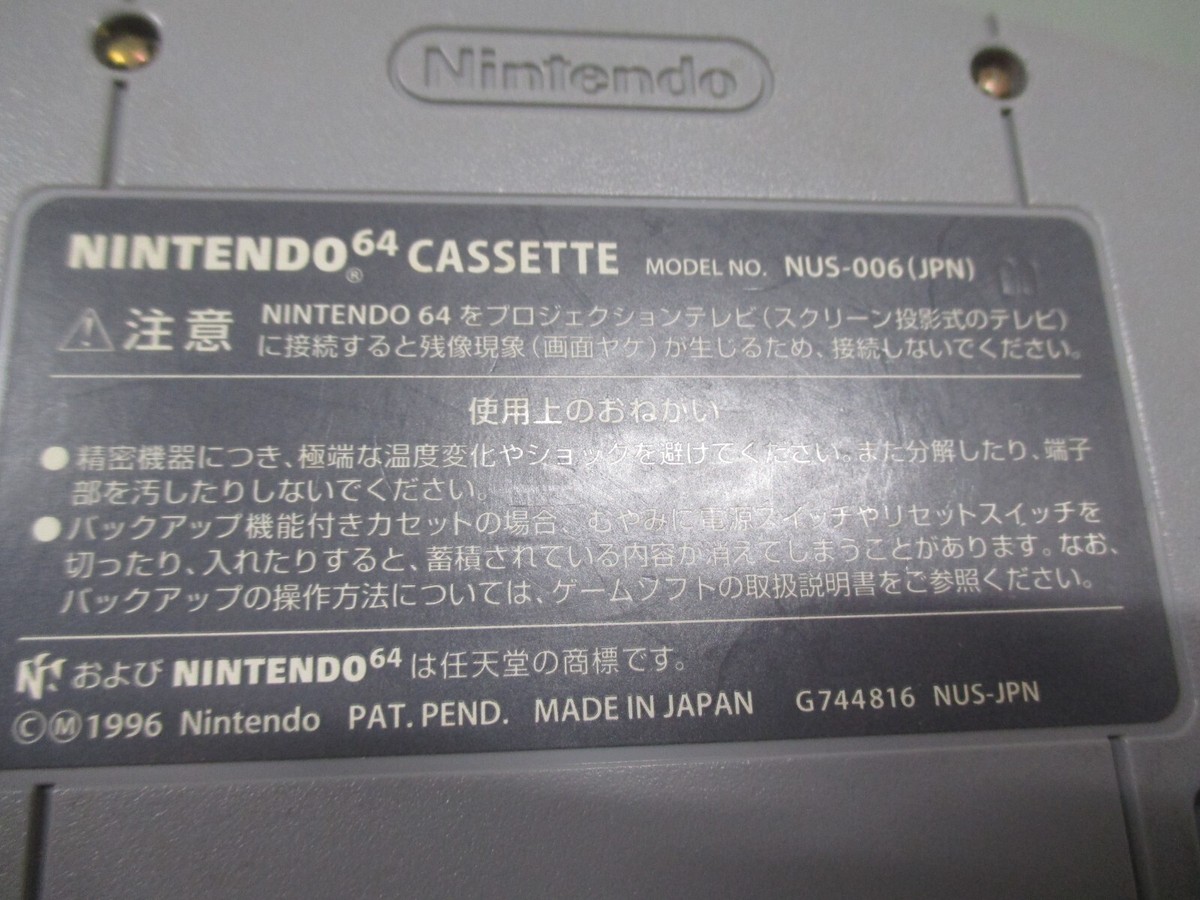 Nintendo
NINTENDO64® CASSETTE MODEL NO. NUS-006(JPN)
⚠注意 NINTENDO 64 をプロジェクションテレビ(スクリーン投影式のテレビ)
に接続すると残像現象(画面ヤケ)が生じるため、接続しないでください。
使用上のおねがい
●精密機器につき、極端な温度変化やショックを避けてください。また分解したり、端子
部を汚したりしないでください。
●バックアップ機能付きカセットの場合、むやみに電源スイッチやリセットスイッチを
切ったり、入れたりすると、蓄積されている内容が消えてしまうことがあります。なお、
バックアップの操作方法については、ゲームソフトの取扱説明書をご参照ください。
および NINTENDO64 は任天堂の商標です。
©Ⓜ1996 Nintendo PAT. PEND. MADE IN JAPAN G744816 NUS-JPN